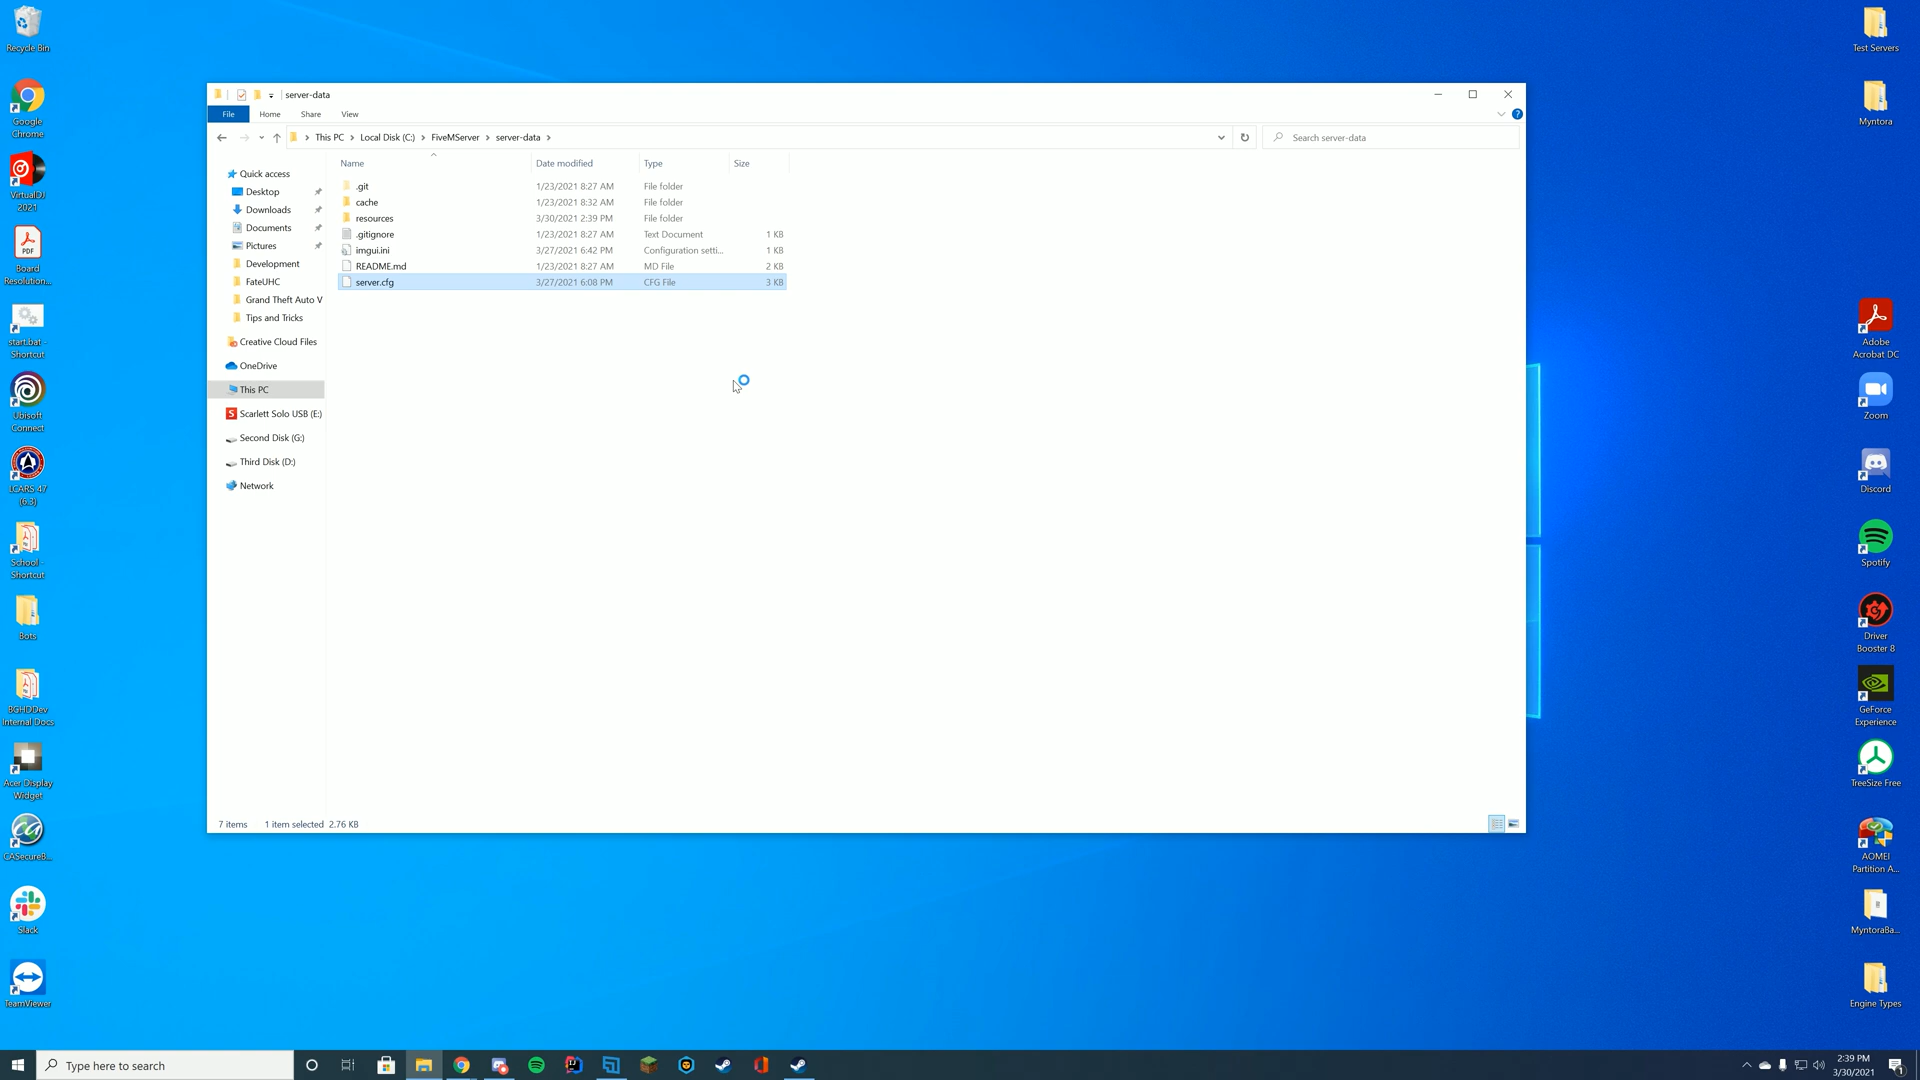 Recycle Bin
Google
Chrome
VirtualDJ
2021
Board
Resolution...
start.bat -
Shortcut
Ubisoft
Connect
LCARS 47
(6.3)
School -
Shortcut
Bots
BGHDDev
Internal Docs
Acer Display
Widget
CASecureB...
Slack
TeamViewer
server-data
File
Home
Share
View
This PC
Local Disk (C:)
FiveMServer
server-data
Search server-data
Quick access
Desktop
Downloads
Documents
Pictures
Development
FateUHC
Grand Theft Auto V
Tips and Tricks
Creative Cloud Files
OneDrive
This PC
Scarlett Solo USB (E:)
Second Disk (G:)
Third Disk (D:)
Network
Name Date modified Type Size
.git 1/23/2021 8:27 AM File folder
cache 1/23/2021 8:32 AM File folder
resources 3/30/2021 2:39 PM File folder
.gitignore 1/23/2021 8:27 AM Text Document 1 KB
imgui.ini 3/27/2021 6:42 PM Configuration setti... 1 KB
README.md 1/23/2021 8:27 AM MD File 2 KB
server.cfg 3/27/2021 6:08 PM CFG File 3 KB
7 items 1 item selected 2.76 KB
Test Servers
Myntora
Adobe
Acrobat DC
Zoom
Discord
Spotify
Driver
Booster 8
GeForce
Experience
TreeSize Free
AOMEI
Partition A...
MyntoraBa...
Engine Types
Type here to search
2:39 PM
3/30/2021